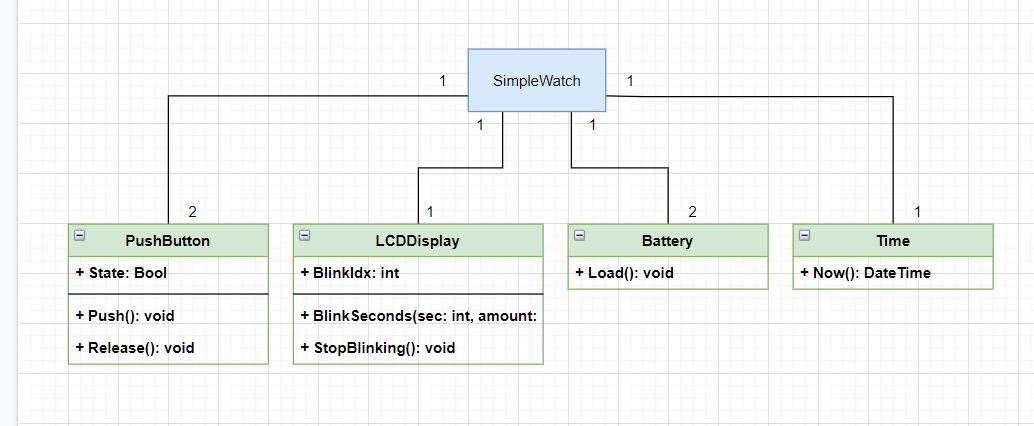 SimpleWatch
1
1
1
1
2
1
2
1
PushButton
+ State: Bool
+ Push(): void
+ Release(): void
LCDDisplay
+ BlinkIdx: int
+ BlinkSeconds(sec: int, amount:
+ StopBlinking(): void
Battery
+ Load(): void
Time
+ Now(): DateTime